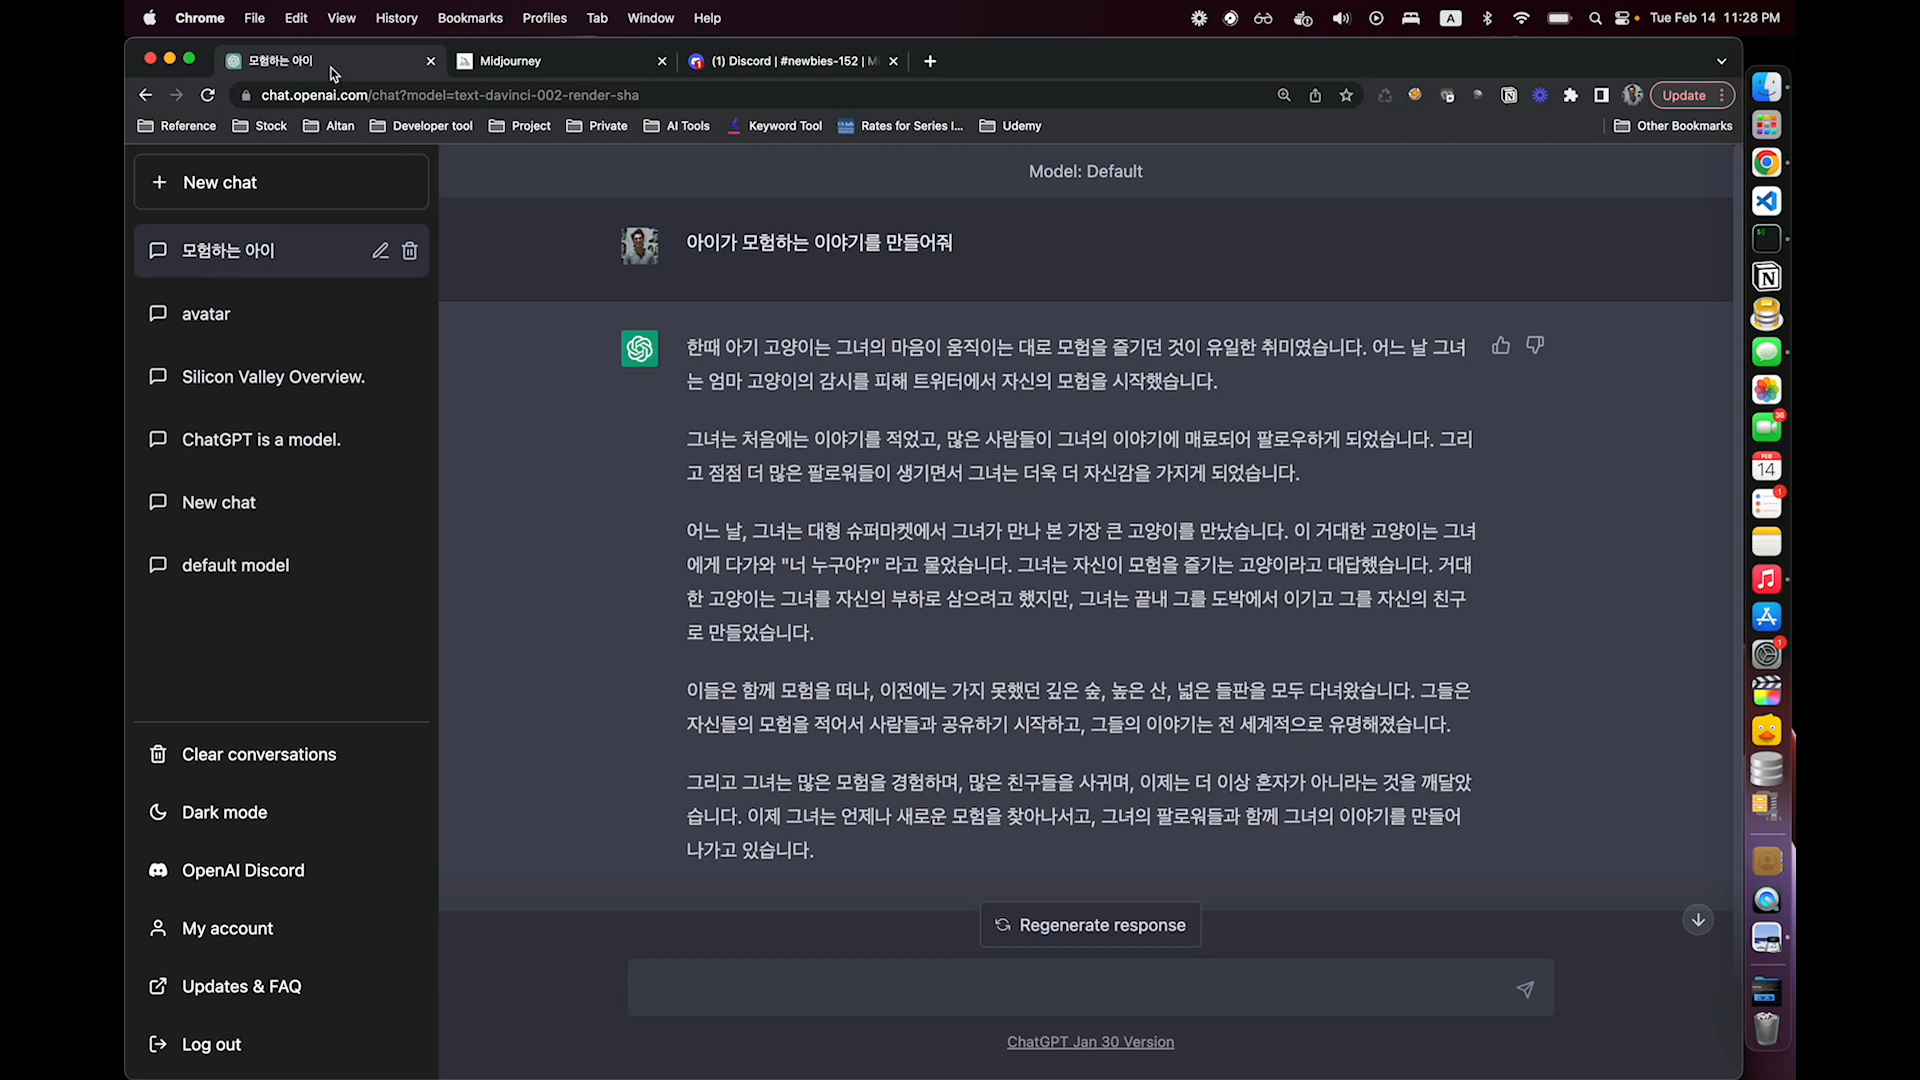 Chrome File Edit View History Bookmarks Profiles Tab Window Help A Tue Feb 14 11:28 PM
모험하는 아이 Midjourney (1) Discord | #newbies-152 | M
chat.openai.com/chat?model=text-davinci-002-render-sha Update
Reference Stock Altan Developer tool Project Private AI Tools Keyword Tool Rates for Series I... Udemy Other Bookmarks
New chat
모험하는 아이
avatar
Silicon Valley Overview.
ChatGPT is a model.
New chat
default model
Clear conversations
Dark mode
OpenAI Discord
My account
Updates & FAQ
Log out
Model: Default
아이가 모험하는 이야기를 만들어줘
한때 아기 고양이는 그녀의 마음이 움직이는 대로 모험을 즐기던 것이 유일한 취미였습니다. 어느 날 그녀
는 엄마 고양이의 감시를 피해 트위터에서 자신의 모험을 시작했습니다.
그녀는 처음에는 이야기를 적었고, 많은 사람들이 그녀의 이야기에 매료되어 팔로우하게 되었습니다. 그리
고 점점 더 많은 팔로워들이 생기면서 그녀는 더욱 더 자신감을 가지게 되었습니다.
어느 날, 그녀는 대형 슈퍼마켓에서 그녀가 만나 본 가장 큰 고양이를 만났습니다. 이 거대한 고양이는 그녀
에게 다가와 "너 누구야?" 라고 물었습니다. 그녀는 자신이 모험을 즐기는 고양이라고 대답했습니다. 거대
한 고양이는 그녀를 자신의 부하로 삼으려고 했지만, 그녀는 끝내 그를 도박에서 이기고 그를 자신의 친구
로 만들었습니다.
이들은 함께 모험을 떠나, 이전에는 가지 못했던 깊은 숲, 높은 산, 넓은 들판을 모두 다녀왔습니다. 그들은
자신들의 모험을 적어서 사람들과 공유하기 시작하고, 그들의 이야기는 전 세계적으로 유명해졌습니다.
그리고 그녀는 많은 모험을 경험하며, 많은 친구들을 사귀며, 이제는 더 이상 혼자가 아니라는 것을 깨달았
습니다. 이제 그녀는 언제나 새로운 모험을 찾아나서고, 그녀의 팔로워들과 함께 그녀의 이야기를 만들어
나가고 있습니다.
Regenerate response
ChatGPT Jan 30 Version
36
FEB
14
1
1